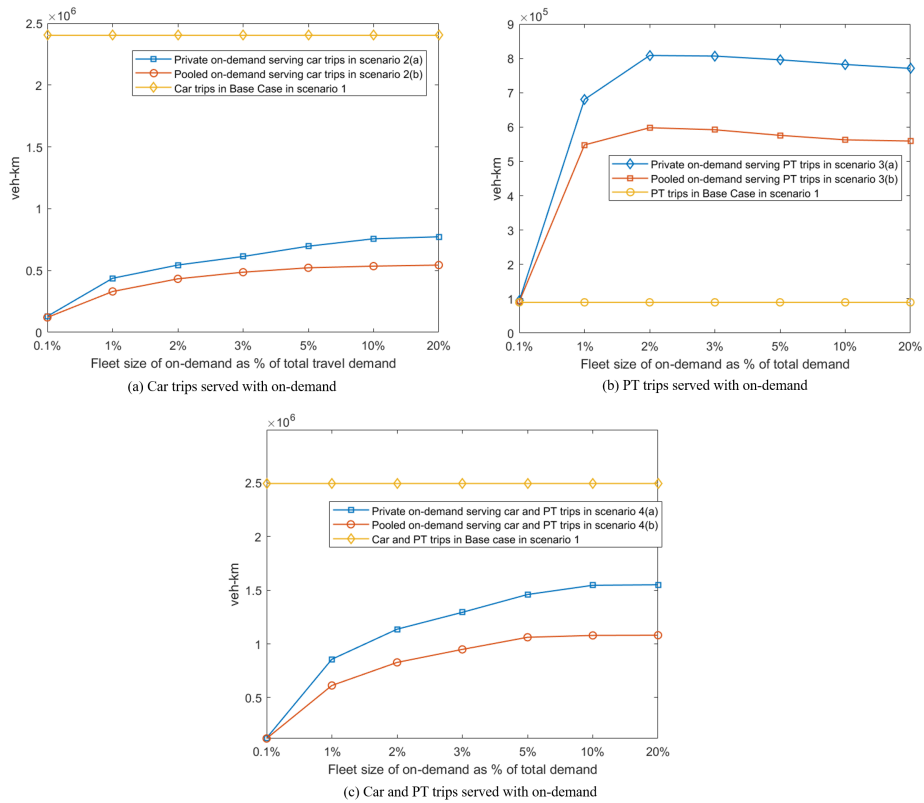 ×10^6
2.5
2
1.5
1
0.5
0
veh-km
Private on-demand serving car trips in scenario 2(a)
Pooled on-demand serving car trips in scenario 2(b)
Car trips in Base Case in scenario 1
0.1% 1% 2% 3% 5% 10% 20%
Fleet size of on-demand as % of total travel demand
(a) Car trips served with on-demand
×10^5
9
8
7
6
5
4
3
2
1
0
veh-km
Private on-demand serving PT trips in scenario 3(a)
Pooled on-demand serving PT trips in scenario 3(b)
PT trips in Base Case in scenario 1
0.1% 1% 2% 3% 5% 10% 20%
Fleet size of on-demand as % of total demand
(b) PT trips served with on-demand
×10^6
2.5
2
1.5
1
0.5
veh-km
Private on-demand serving car and PT trips in scenario 4(a)
Pooled on-demand serving car and PT trips in scenario 4(b)
Car and PT trips in Base case in scenario 1
0.1% 1% 2% 3% 5% 10% 20%
Fleet size of on-demand as % of total demand
(c) Car and PT trips served with on-demand